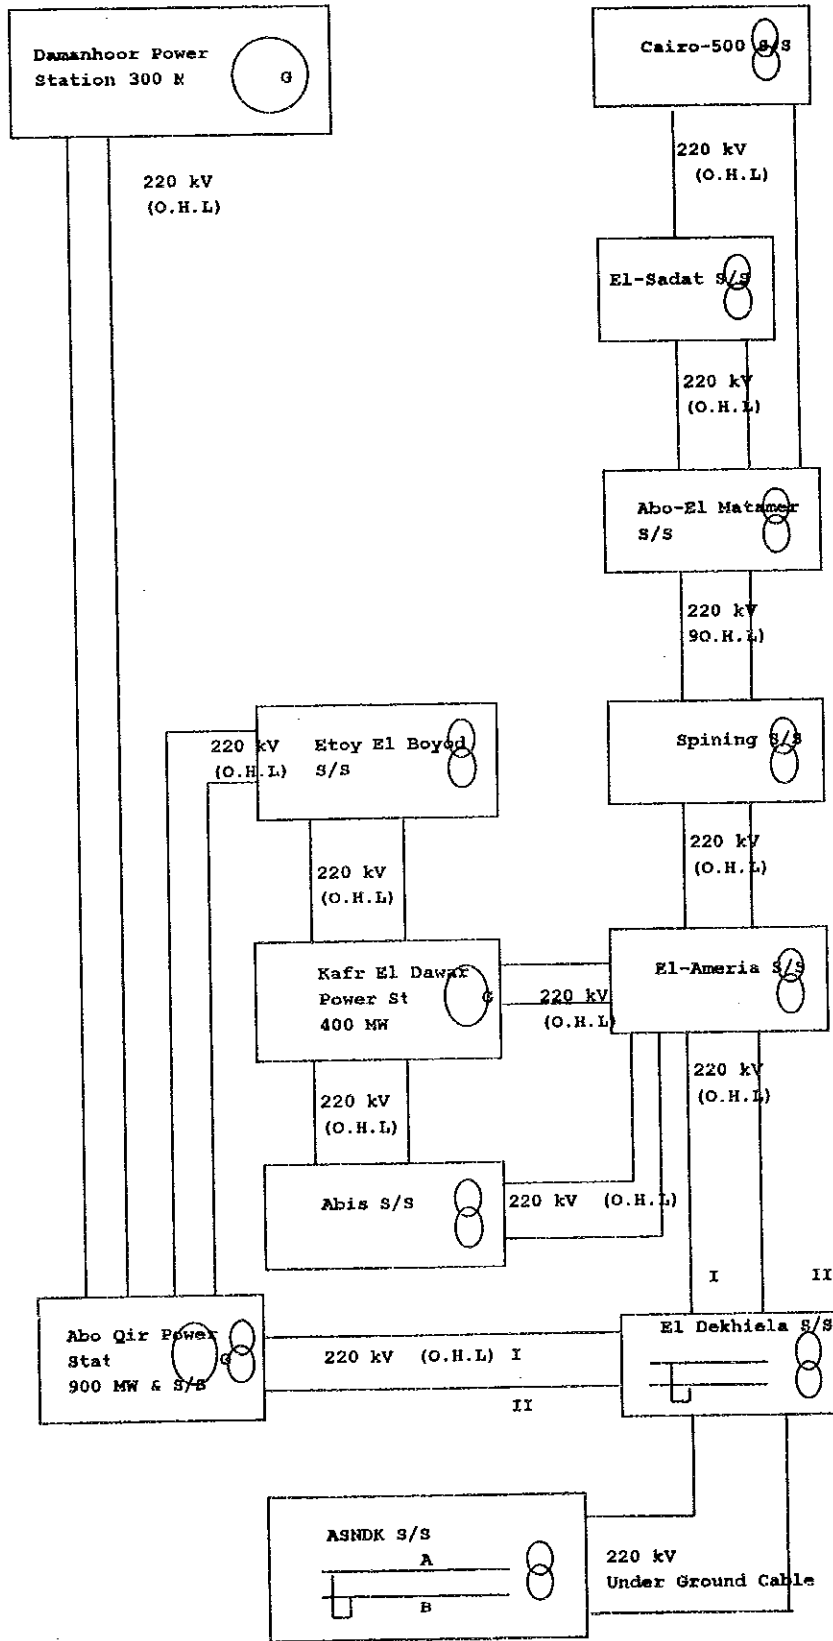 Damanhoor Power
Station 300 M
G
Cairo-500 S/S
220 kV
(O.H.L)
220 kV
(O.H.L)
El-Sadat S/S
220 kV
(O.H.L)
Abo-El Matamer
S/S
220 kV
9O.H.L)
Etoy El Boyod
S/S
220 kV
(O.H.L)
Spining S/S
220 kV
(O.H.L)
220 kV
(O.H.L)
Kafr El Dawar
Power St
400 MW
G
220 kV
(O.H.L)
El-Ameria S/S
220 kV
(O.H.L)
220 kV
(O.H.L)
Abis S/S
220 kV (O.H.L)
I
II
Abo Qir Power
Stat
900 MW & S/S
G
220 kV (O.H.L) I
II
El Dekhiela S/S
ASNDK S/S
A
B
220 kV
Under Ground Cable